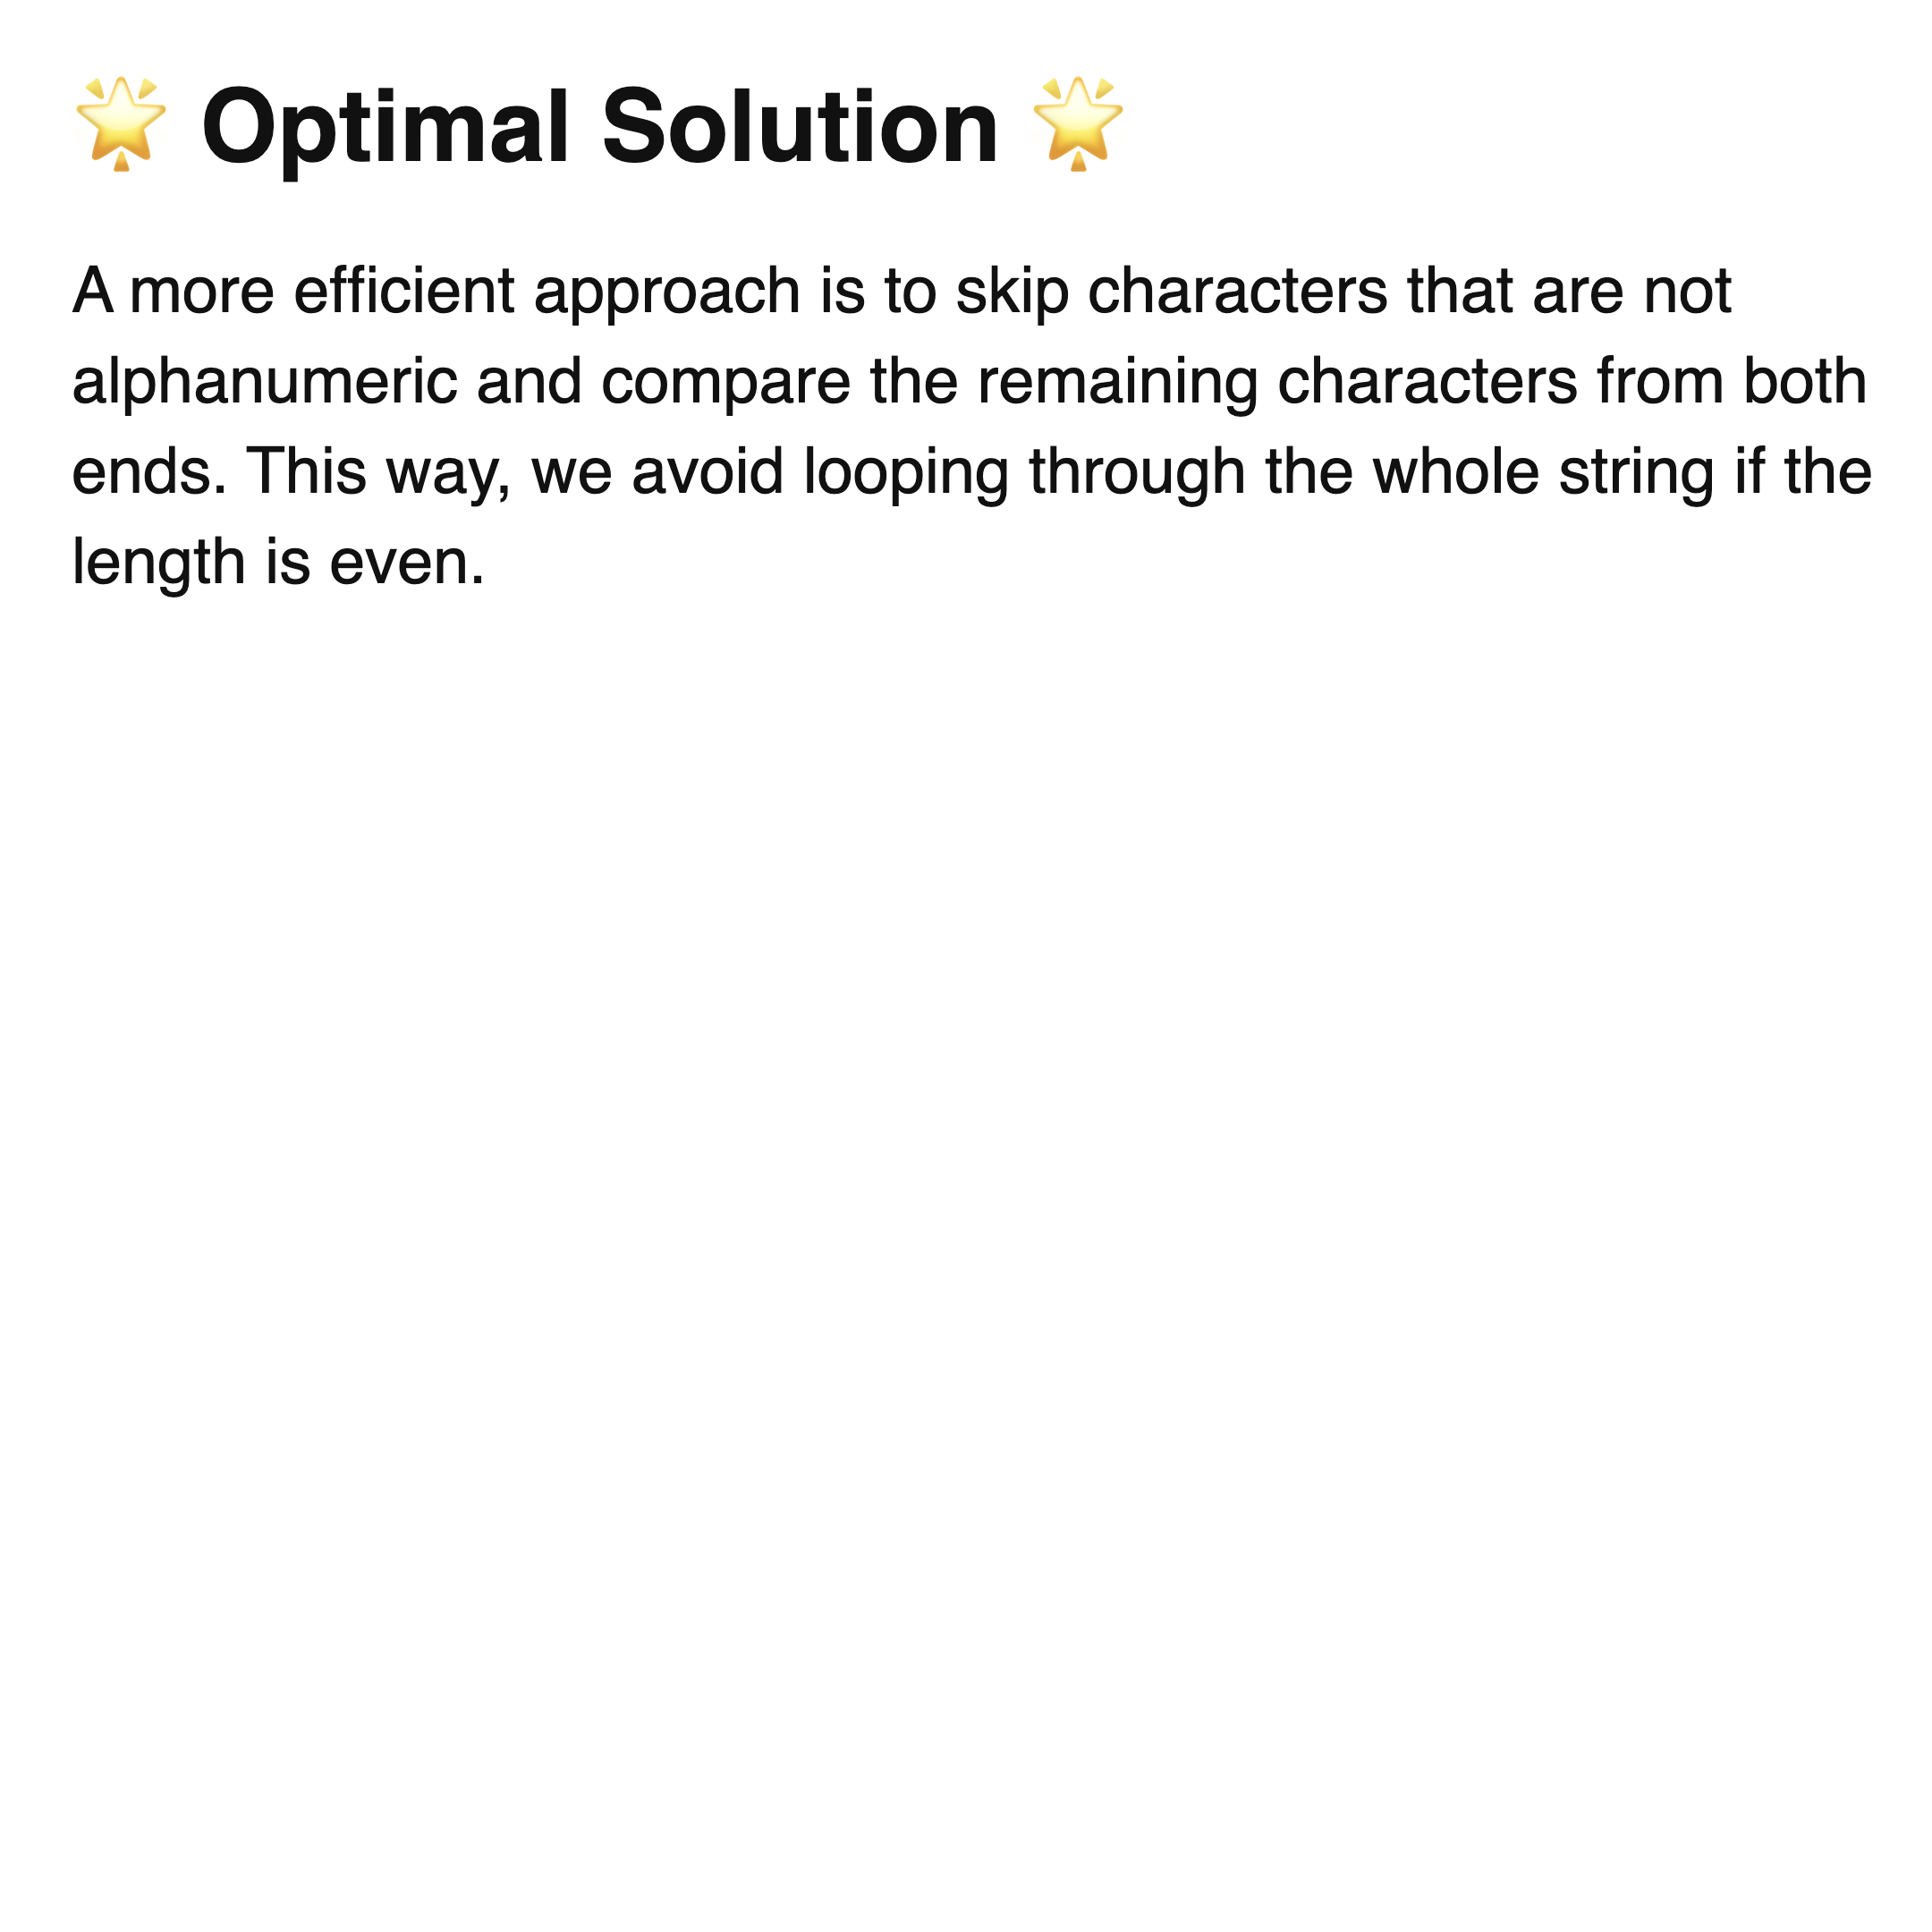 🌟 Optimal Solution 🌟
A more efficient approach is to skip characters that are not
alphanumeric and compare the remaining characters from both
ends. This way, we avoid looping through the whole string if the
length is even.